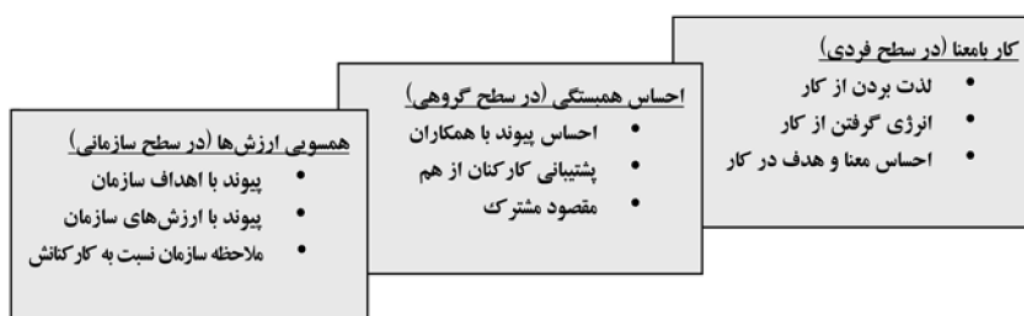 کار بامعنا (در سطح فردی)
• لذت بردن از کار
• انرژی گرفتن از کار
• احساس معنا و هدف در کار
احساس همبستگی (در سطح گروهی)
• احساس پیوند با همکاران
• پشتیبانی کارکنان از هم
• مقصود مشترک
همسویی ارزش‌ها (در سطح سازمانی)
• پیوند با اهداف سازمان
• پیوند با ارزش‌های سازمان
• ملاحظه سازمان نسبت به کارکنانش